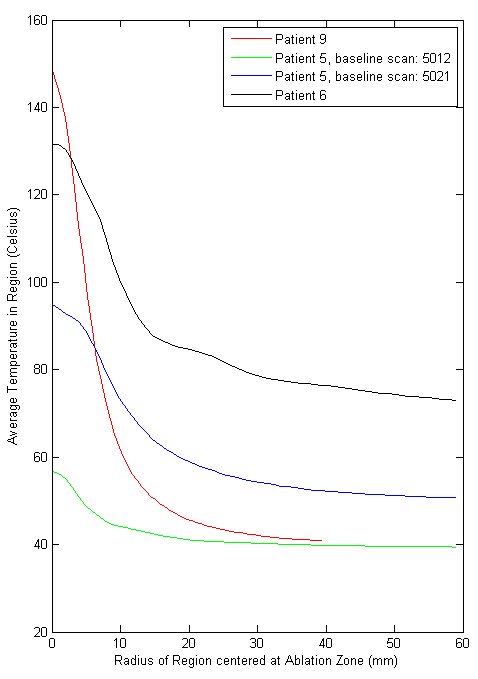 160
140
120
100
80
60
40
20
Average Temperature in Region (Celsius)
Patient 9
Patient 5, baseline scan: 5012
Patient 5, baseline scan: 5021
Patient 6
0 10 20 30 40 50 60
Radius of Region centered at Ablation Zone (mm)